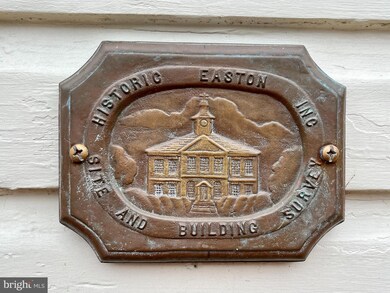 HISTORIC EASTON INC
SITE AND BUILDING SURVEY
bright MLS